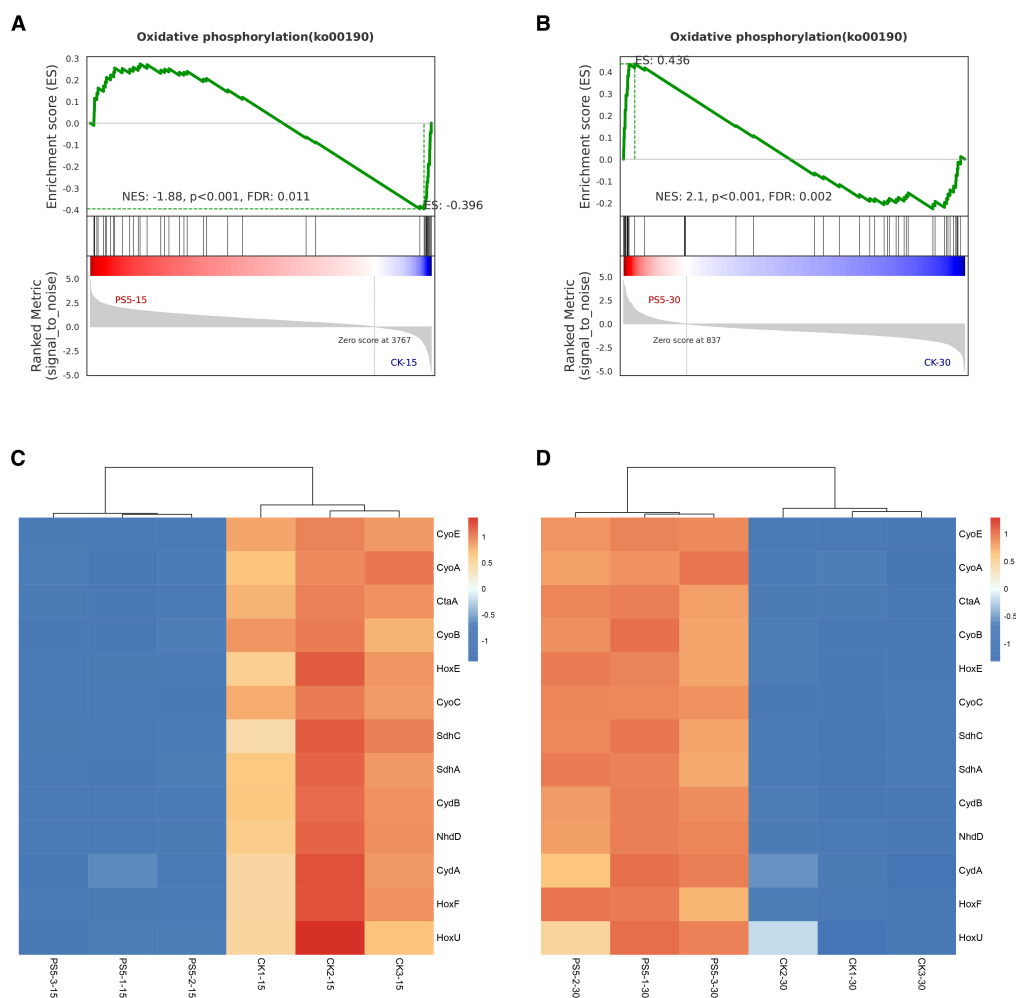 A
Oxidative phosphorylation(ko00190)
Enrichment score (ES)
0.3
0.2
0.1
0.0
-0.1
-0.2
-0.3
-0.4
NES: -1.88, p<0.001, FDR: 0.011
ES: -0.396
Ranked Metric
(signal_to_noise)
5.0
2.5
0.0
-2.5
-5.0
PS5-15
Zero score at 3767
CK-15
B
Oxidative phosphorylation(ko00190)
Enrichment score (ES)
0.4
0.3
0.2
0.1
0.0
-0.1
-0.2
ES: 0.436
NES: 2.1, p<0.001, FDR: 0.002
Ranked Metric
(signal_to_noise)
5.0
2.5
0.0
-2.5
-5.0
PS5-30
Zero score at 837
CK-30
C
CyoE
CyoA
CtaA
CyoB
HoxE
CyoC
SdhC
SdhA
CydB
NhdD
CydA
HoxF
HoxU
1
0.5
0
-0.5
-1
PS5-3-15
PS5-1-15
PS5-2-15
CK1-15
CK2-15
CK3-15
D
CyoE
CyoA
CtaA
CyoB
HoxE
CyoC
SdhC
SdhA
CydB
NhdD
CydA
HoxF
HoxU
1
0.5
0
-0.5
-1
PS5-2-30
PS5-1-30
PS5-3-30
CK2-30
CK1-30
CK3-30